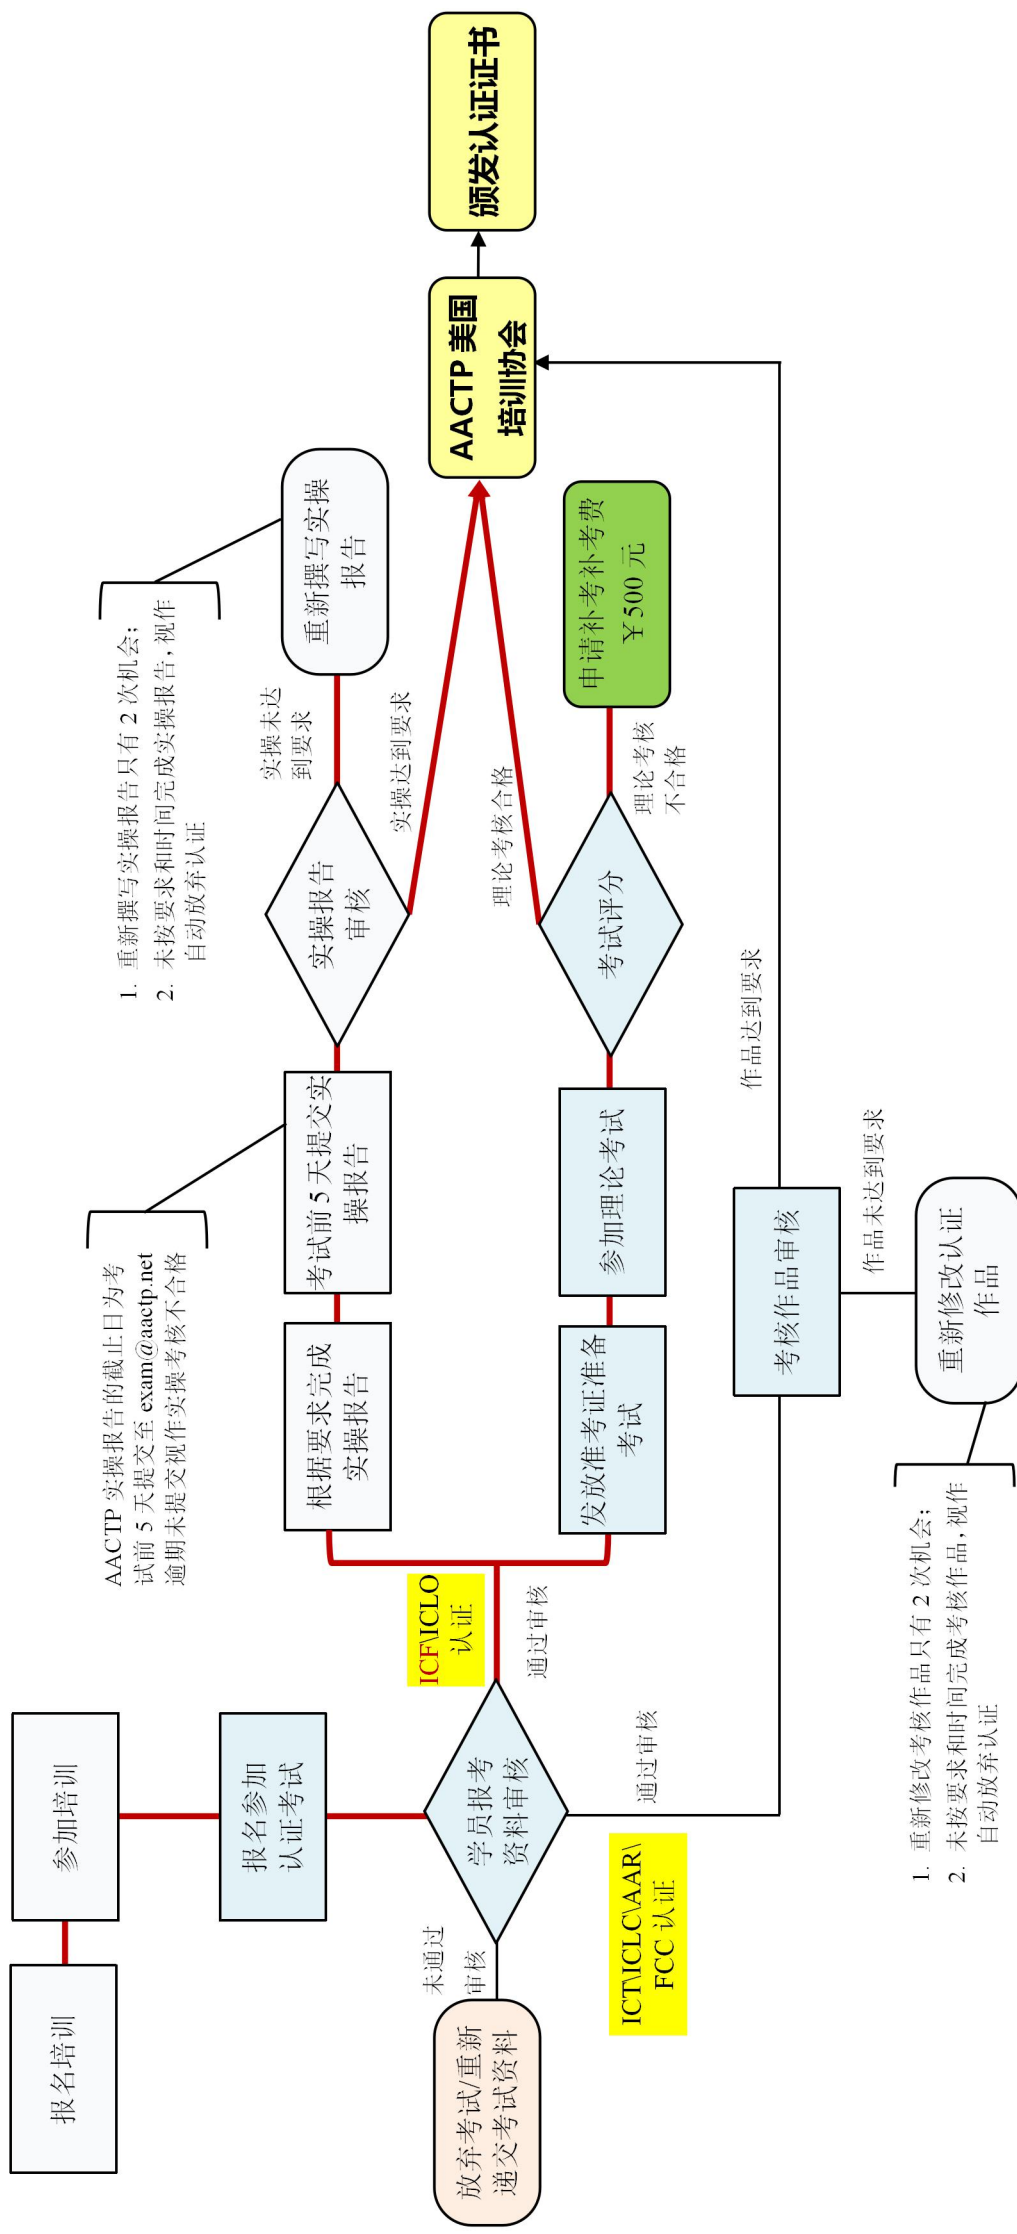 报名培训
参加培训
报名参加
认证考试
放弃考试/重新
递交考试资料
未通过
审核
学员报考
资料审核
ICF\ICLO
认证
通过审核
ICT\ICLC\AAR\
FCC 认证
通过审核
AACTP 实操报告的截止日为考
试前 5 天提交至 exam@aactp.net
逾期未提交视作实操考核不合格
根据要求完成
实操报告
考试前 5 天提交实
操报告
实操报告
审核
实操未达
到要求
重新撰写实操
报告
1. 重新撰写实操报告只有 2 次机会；
2. 未按要求和时间完成实操报告，视作
自动放弃认证
实操达到要求
发放准考证准备
考试
参加理论考试
考试评分
理论考核合格
理论考核
不合格
申请补考补考费
￥500 元
AACTP 美国
培训协会
颁发认证证书
考核作品审核
作品达到要求
作品未达到要求
重新修改认证
作品
1. 重新修改考核作品只有 2 次机会；
2. 未按要求和时间完成考核作品，视作
自动放弃认证